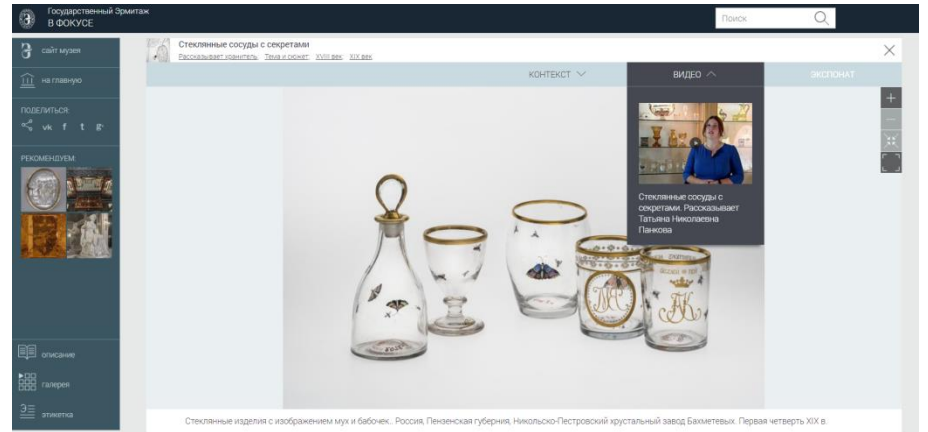 Государственный Эрмитаж
В ФОКУСЕ
Поиск
сайт музея
на главную
ПОДЕЛИТЬСЯ:
vk f t g+
РЕКОМЕНДУЕМ:
описание
галерея
этикетка
Стеклянные сосуды с секретами
Рассказывает хранитель Тема и сюжет XVIII век XIX век
КОНТЕКСТ
ВИДЕО
ЭКСПОНАТ
Стеклянные сосуды с
секретами. Рассказывает
Татьяна Николаевна
Панкова
Стеклянные изделия с изображением мух и бабочек.. Россия, Пензенская губерния, Никольско-Пестровский хрустальный завод Бахметевых. Первая четверть XIX в.